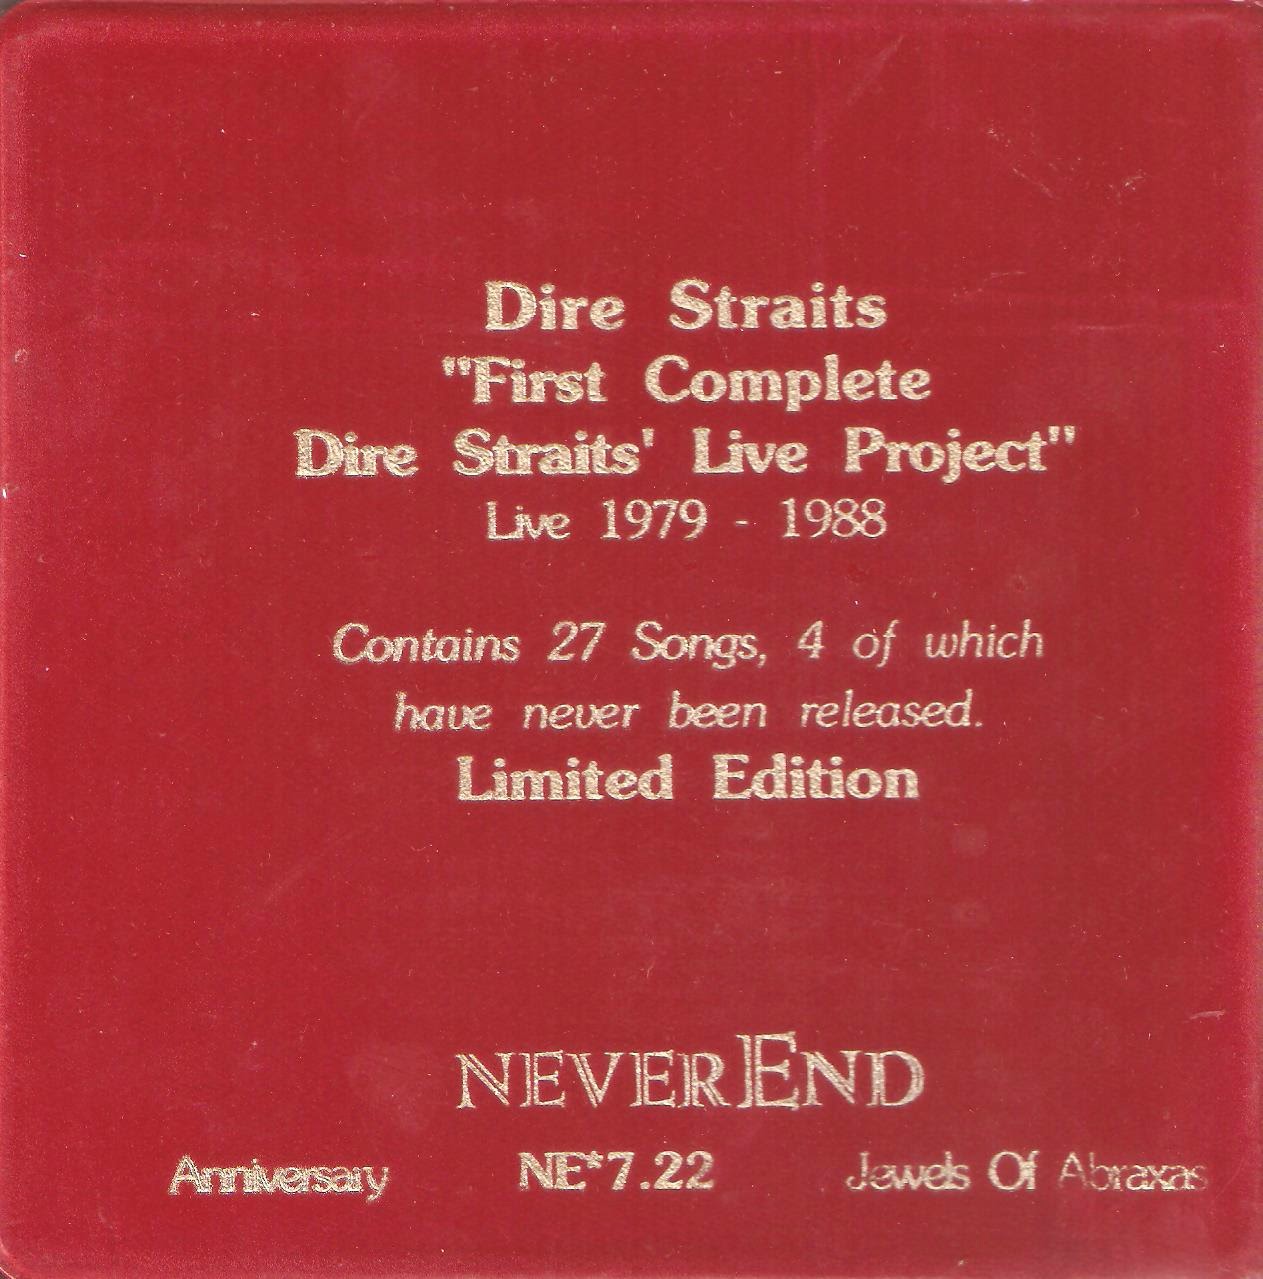 Dire Straits
"First Complete
Dire Straits' Live Project"
Live 1979 - 1988
Contains 27 Songs, 4 of which
have never been released.
Limited Edition
NEVEREND
Anniversary NE*7.22 Jewels Of Abraxas